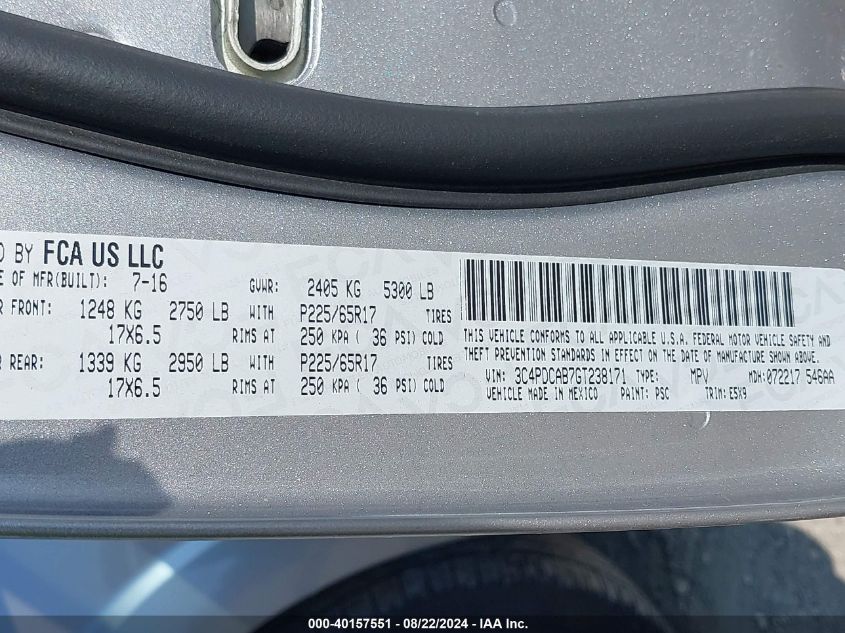 D BY FCA US LLC
E OF MFR(BUILT): 7-16 GVWR: 2405 KG 5300 LB
R FRONT: 1248 KG 2750 LB WITH P225/65R17 TIRES
17X6.5 RIMS AT 250 KPA ( 36 PSI) COLD
R REAR: 1339 KG 2950 LB WITH P225/65R17 TIRES
17X6.5 RIMS AT 250 KPA ( 36 PSI) COLD
THIS VEHICLE CONFORMS TO ALL APPLICABLE U.S.A. FEDERAL MOTOR VEHICLE SAFETY AND
THEFT PREVENTION STANDARDS IN EFFECT ON THE DATE OF MANUFACTURE SHOWN ABOVE.
VIN: 3C4PDCAB7GT238171 TYPE: MPV MDH: 072217 546AA
VEHICLE MADE IN MEXICO PAINT: PSC TRIM: E5X9
000-40157551 - 08/22/2024 - IAA Inc.